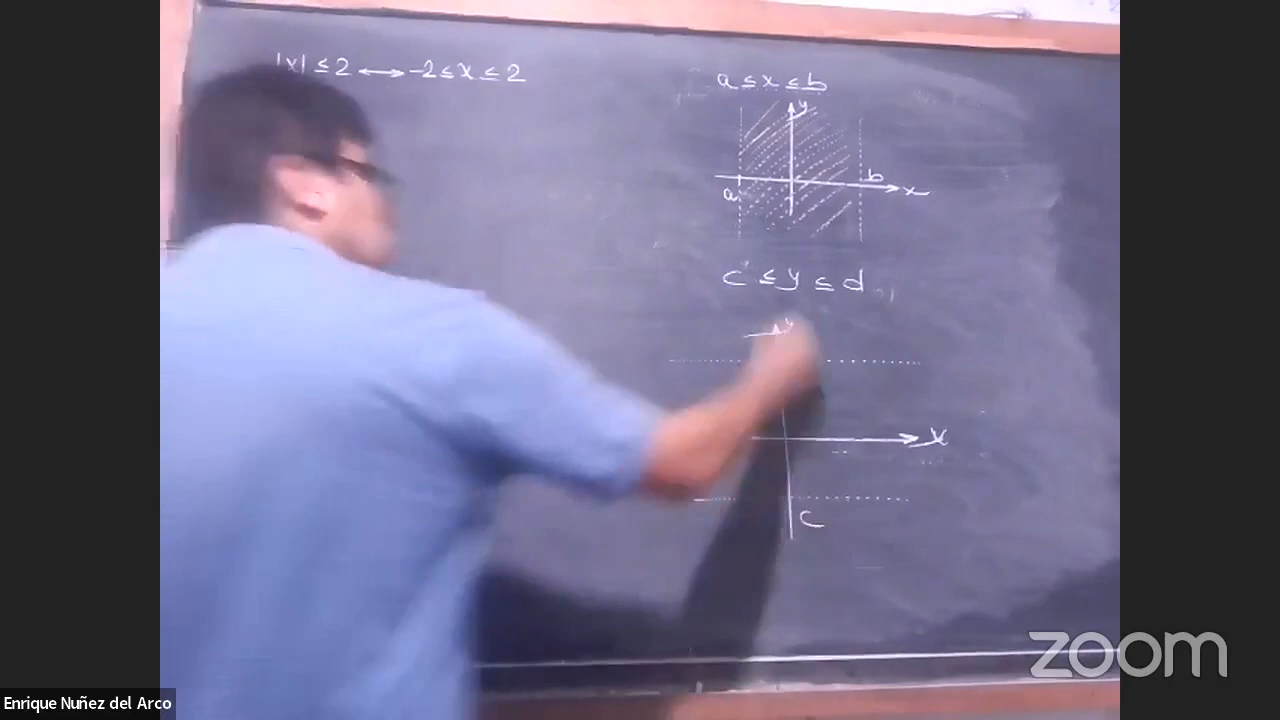 |x| ≤ 2 ⟷ -2 ≤ x ≤ 2
a ≤ x ≤ b
y
a
b
x
c ≤ y ≤ d
y
x
c
zoom
Enrique Nuñez del Arco